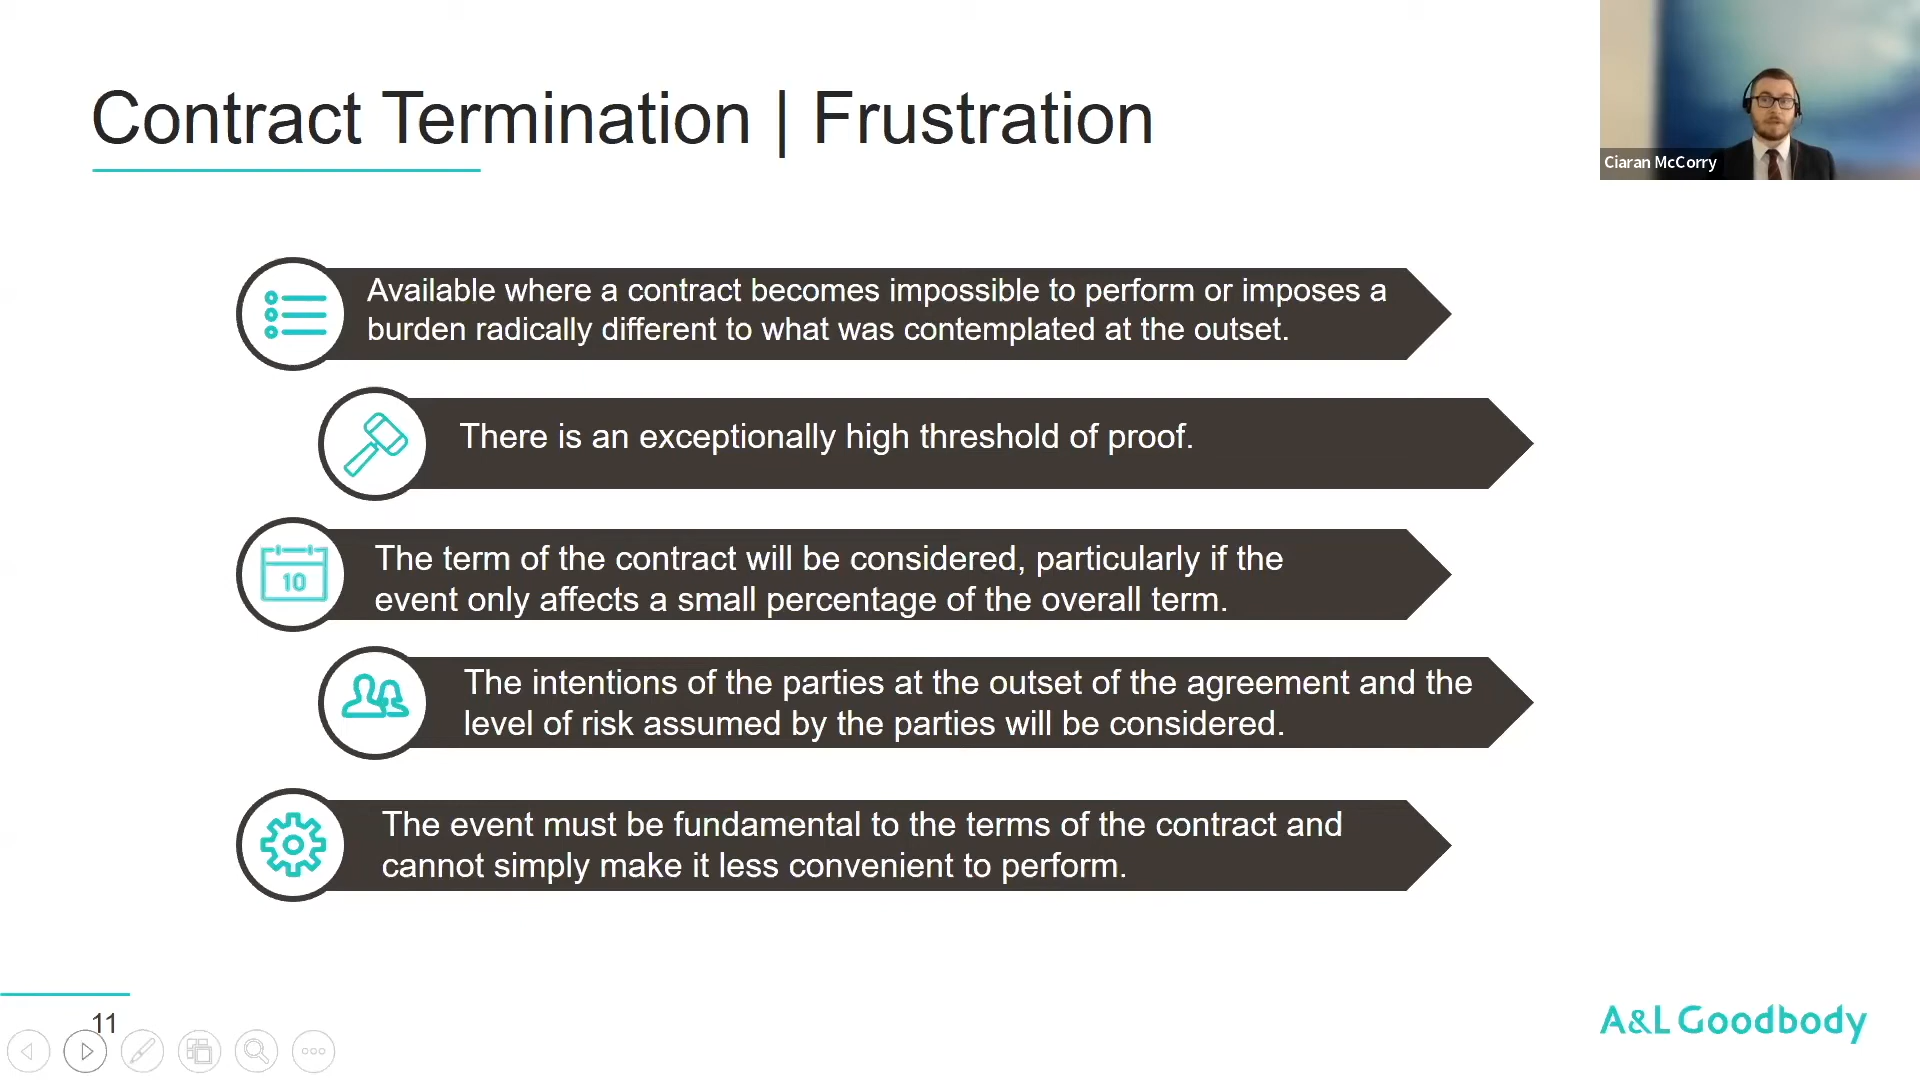 Contract Termination | Frustration
Ciaran McCorry
Available where a contract becomes impossible to perform or imposes a
burden radically different to what was contemplated at the outset.
There is an exceptionally high threshold of proof.
10
The term of the contract will be considered, particularly if the
event only affects a small percentage of the overall term.
The intentions of the parties at the outset of the agreement and the
level of risk assumed by the parties will be considered.
The event must be fundamental to the terms of the contract and
cannot simply make it less convenient to perform.
11
A&L Goodbody